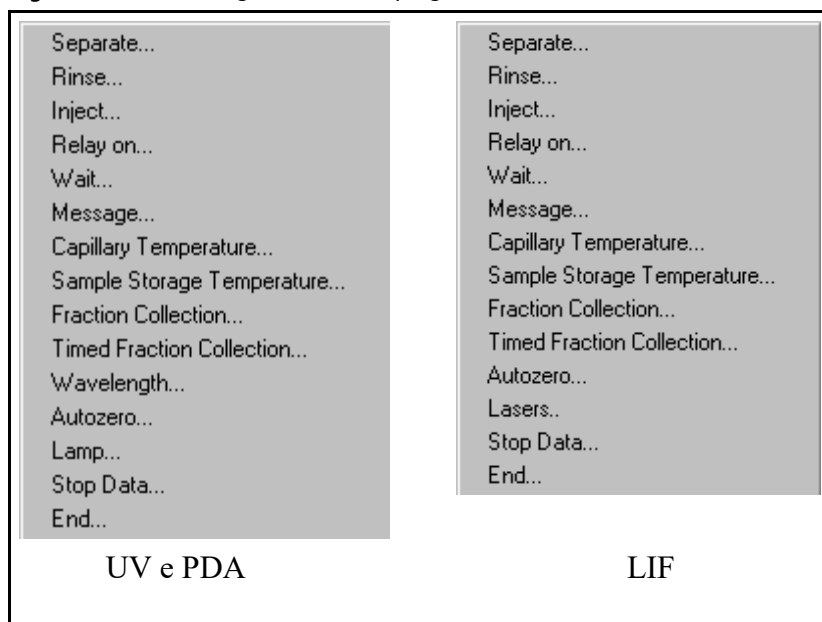 Separate...
Rinse...
Inject...
Relay on...
Wait...
Message...
Capillary Temperature...
Sample Storage Temperature...
Fraction Collection...
Timed Fraction Collection...
Wavelength...
Autozero...
Lamp...
Stop Data...
End...
UV e PDA
Separate...
Rinse...
Inject...
Relay on...
Wait...
Message...
Capillary Temperature...
Sample Storage Temperature...
Fraction Collection...
Timed Fraction Collection...
Autozero...
Lasers..
Stop Data...
End...
LIF